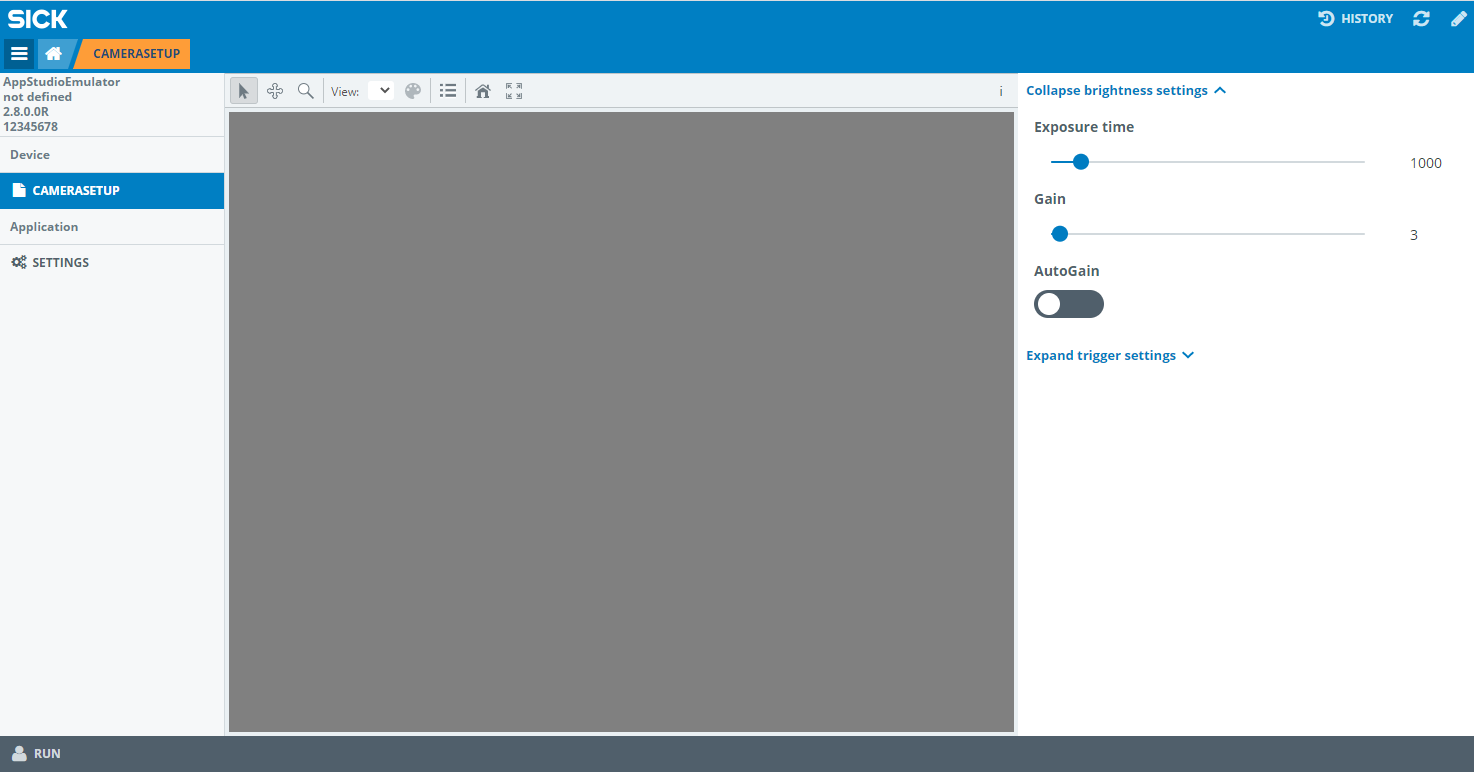 SICK
HISTORY
CAMERASETUP
AppStudioEmulator
not defined
2.8.0.0R
12345678
Device
CAMERASETUP
Application
SETTINGS
View:
i
Collapse brightness settings
Exposure time
1000
Gain
3
AutoGain
Expand trigger settings
RUN